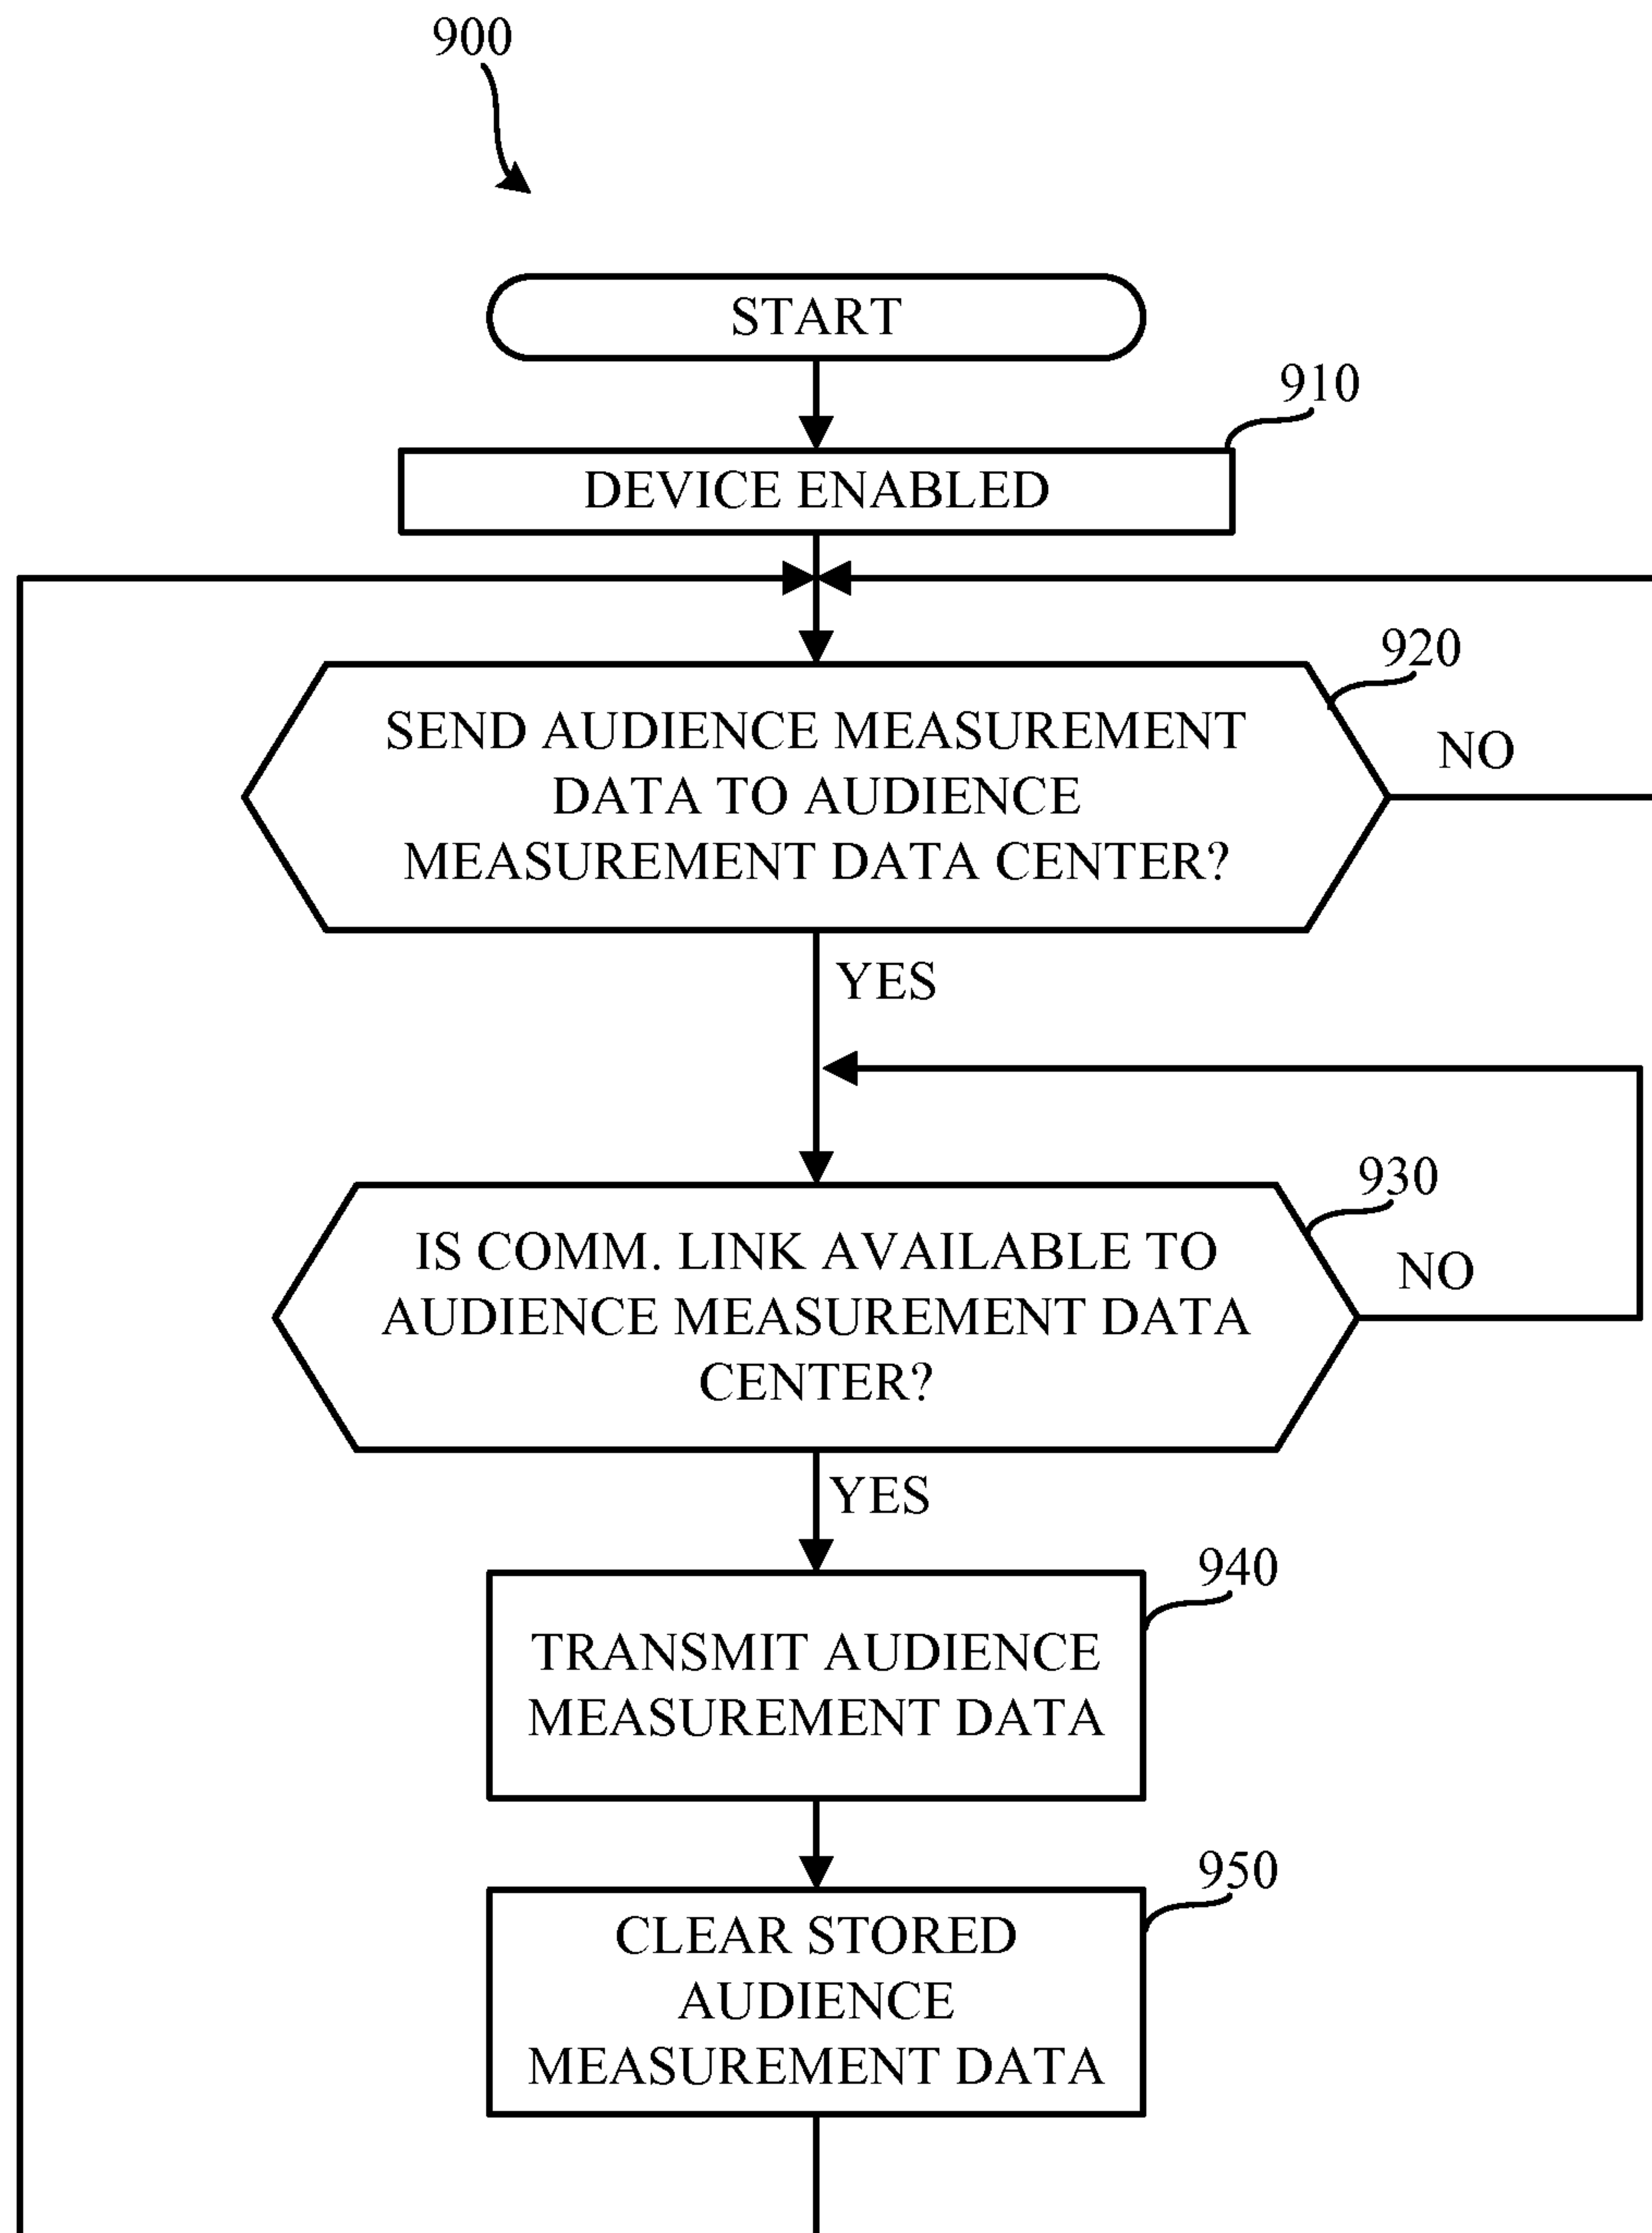 900
START
910
DEVICE ENABLED
920
SEND AUDIENCE MEASUREMENT
DATA TO AUDIENCE
MEASUREMENT DATA CENTER?
NO
YES
930
IS COMM. LINK AVAILABLE TO
AUDIENCE MEASUREMENT DATA
CENTER?
NO
YES
940
TRANSMIT AUDIENCE
MEASUREMENT DATA
950
CLEAR STORED
AUDIENCE
MEASUREMENT DATA